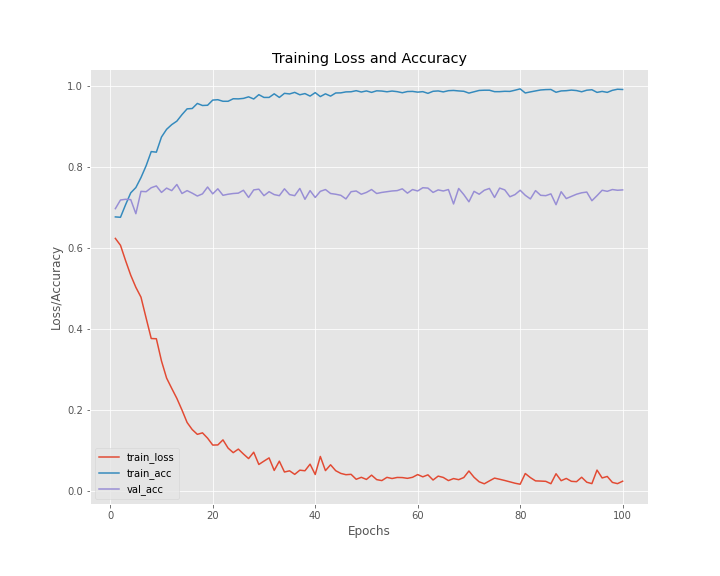 Training Loss and Accuracy
1.0
0.8
0.6
0.4
0.2
0.0
Loss/Accuracy
train_loss
train_acc
val_acc
0 20 40 60 80 100
Epochs